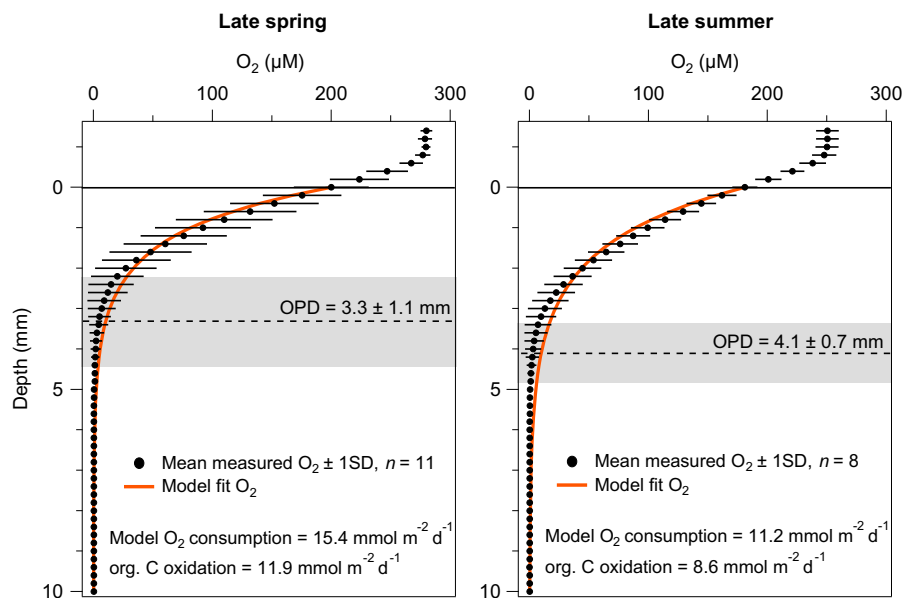 Late spring
O₂ (μM)
0 100 200 300
0
OPD = 3.3 ± 1.1 mm
5
Depth (mm)
Mean measured O₂ ± 1SD, n = 11
Model fit O₂
Model O₂ consumption = 15.4 mmol m⁻² d⁻¹
org. C oxidation = 11.9 mmol m⁻² d⁻¹
10
Late summer
O₂ (μM)
0 100 200 300
0
OPD = 4.1 ± 0.7 mm
5
Mean measured O₂ ± 1SD, n = 8
Model fit O₂
Model O₂ consumption = 11.2 mmol m⁻² d⁻¹
org. C oxidation = 8.6 mmol m⁻² d⁻¹
10